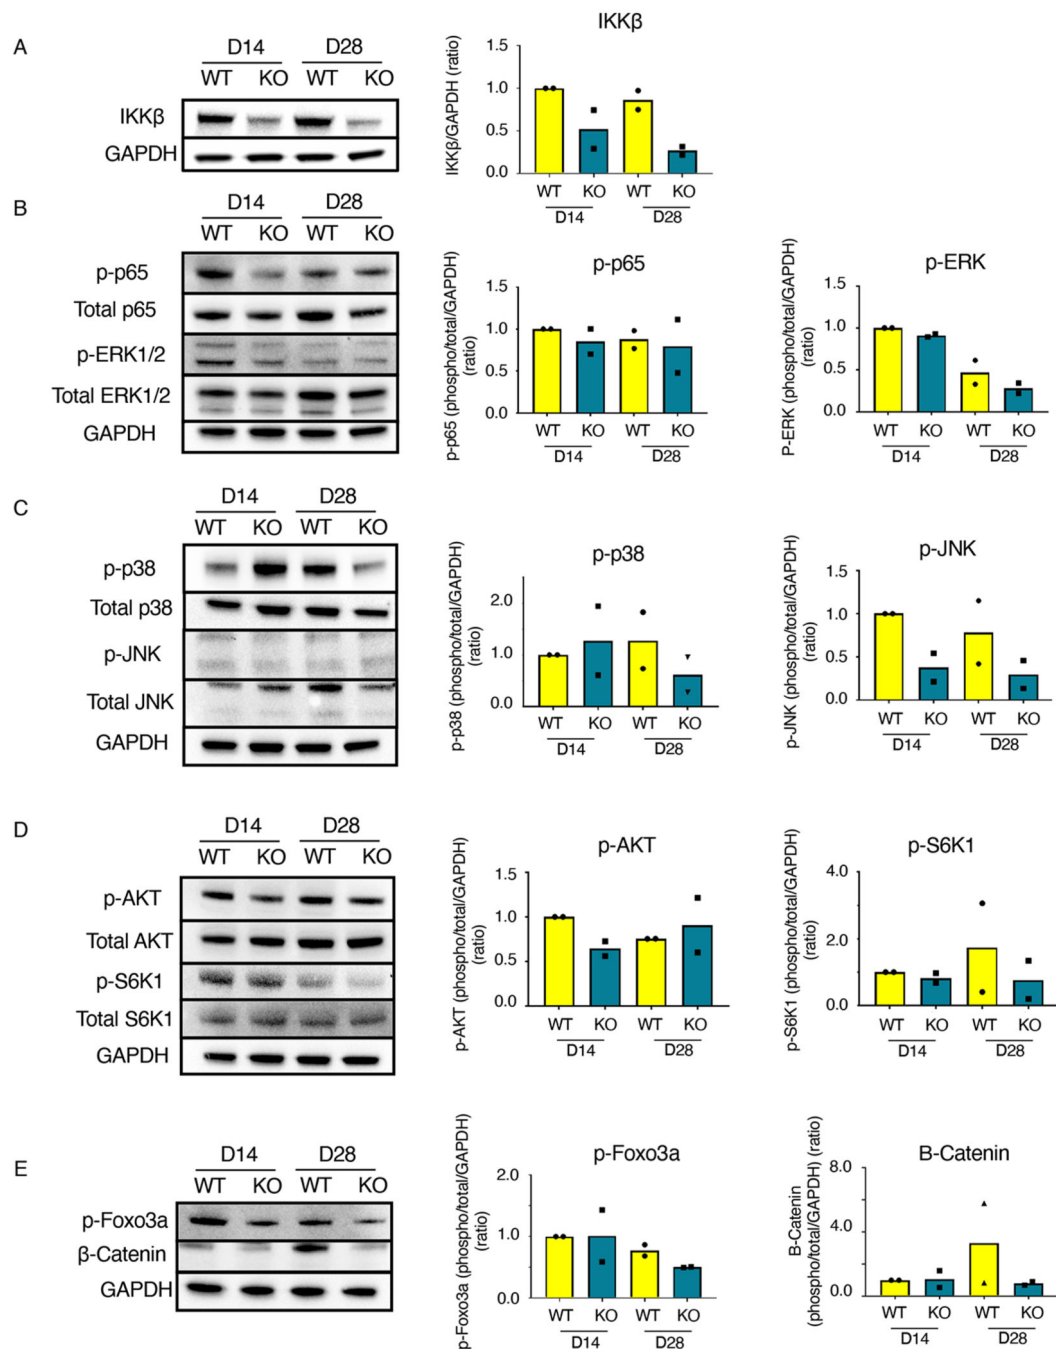 A
D14 D28
WT KO WT KO
IKKβ
GAPDH
IKKβ
IKKβ/GAPDH (ratio)
1.5
1.0
0.5
0.0
WT KO WT KO
D14 D28
B
D14 D28
WT KO WT KO
p-p65
Total p65
p-ERK1/2
Total ERK1/2
GAPDH
p-p65
p-p65 (phospho/total/GAPDH)
(ratio)
1.5
1.0
0.5
0.0
WT KO WT KO
D14 D28
p-ERK
P-ERK (phospho/total/GAPDH)
(ratio)
1.5
1.0
0.5
0.0
WT KO WT KO
D14 D28
C
D14 D28
WT KO WT KO
p-p38
Total p38
p-JNK
Total JNK
GAPDH
p-p38
p-p38 (phospho/total/GAPDH)
(ratio)
2.0
1.0
0.0
WT KO WT KO
D14 D28
p-JNK
p-JNK (phospho/total/GAPDH)
(ratio)
1.5
1.0
0.5
0.0
WT KO WT KO
D14 D28
D
D14 D28
WT KO WT KO
p-AKT
Total AKT
p-S6K1
Total S6K1
GAPDH
p-AKT
p-AKT (phospho/total/GAPDH)
(ratio)
1.5
1.0
0.5
0.0
WT KO WT KO
D14 D28
p-S6K1
p-S6K1 (phospho/total/GAPDH)
(ratio)
4.0
2.0
0.0
WT KO WT KO
D14 D28
E
D14 D28
WT KO WT KO
p-Foxo3a
β-Catenin
GAPDH
p-Foxo3a
p-Foxo3a (phospho/total/GAPDH)
(ratio)
2.0
1.0
0.0
WT KO WT KO
D14 D28
B-Catenin
B-Catenin
(phospho/total/GAPDH) (ratio)
8.0
4.0
0.0
WT KO WT KO
D14 D28